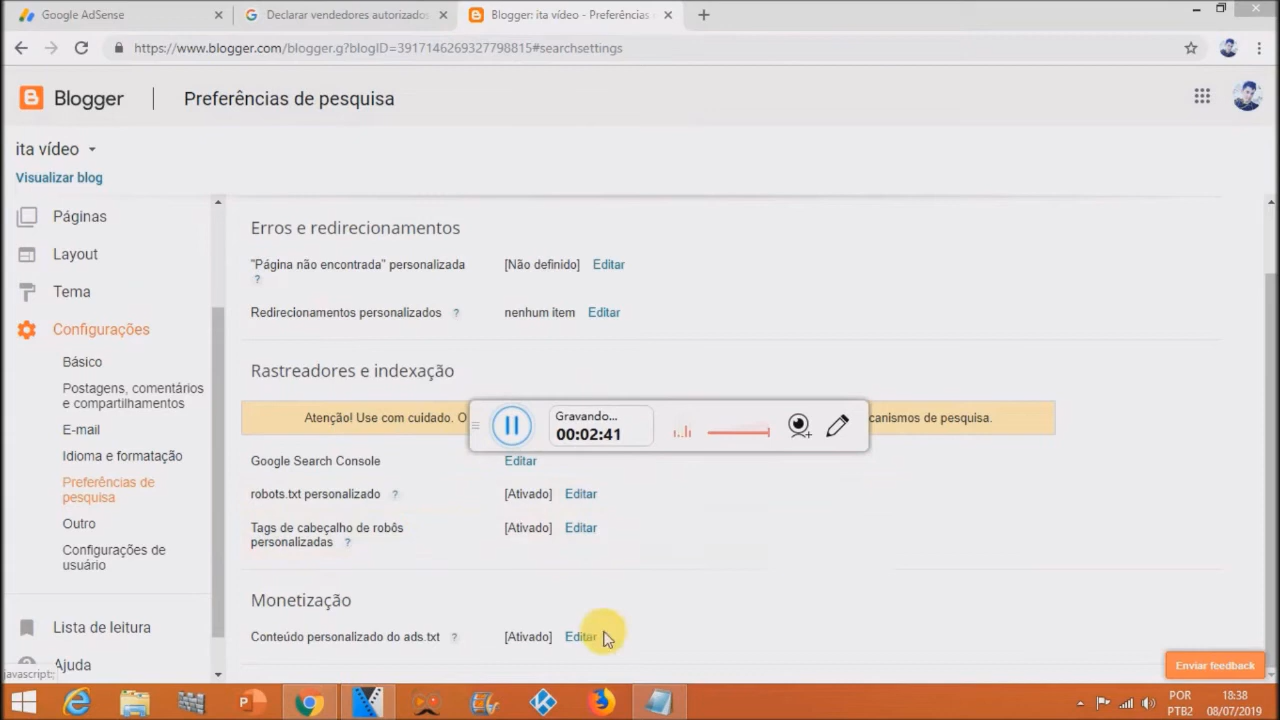 Google AdSense
Declarar vendedores autorizados
Blogger: ita vídeo - Preferências
https://www.blogger.com/blogger.g?blogID=3917146269327798815#searchsettings
Blogger
Preferências de pesquisa
ita vídeo
Visualizar blog
Páginas
Layout
Tema
Configurações
Básico
Postagens, comentários
e compartilhamentos
E-mail
Idioma e formatação
Preferências de
pesquisa
Outro
Configurações de
usuário
Lista de leitura
Ajuda
javascript:;
Erros e redirecionamentos
"Página não encontrada" personalizada
?
[Não definido] Editar
Redirecionamentos personalizados ?
nenhum item Editar
Rastreadores e indexação
Atenção! Use com cuidado. O
canismos de pesquisa.
Gravando...
00:02:41
Google Search Console
Editar
robots.txt personalizado ?
[Ativado] Editar
Tags de cabeçalho de robôs
personalizadas ?
[Ativado] Editar
Monetização
Conteúdo personalizado do ads.txt ?
[Ativado] Editar
Enviar feedback
POR
PTB2
18:38
08/07/2019